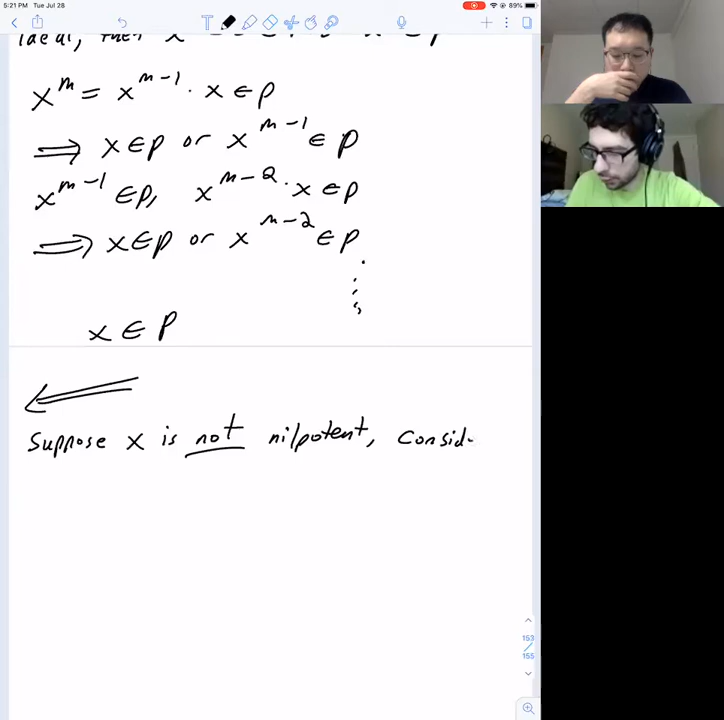 5:21 PM Tue Jul 28
89%
ideal, then x
x^m = x^{m-1} · x ∈ p
⟹ x ∈ p or x^{m-1} ∈ p
x^{m-1} ∈ p, x^{m-2} · x ∈ p
⟹ x ∈ p or x^{m-2} ∈ p
x ∈ p
⟸
Suppose x is not nilpotent, Consid
153
/
155